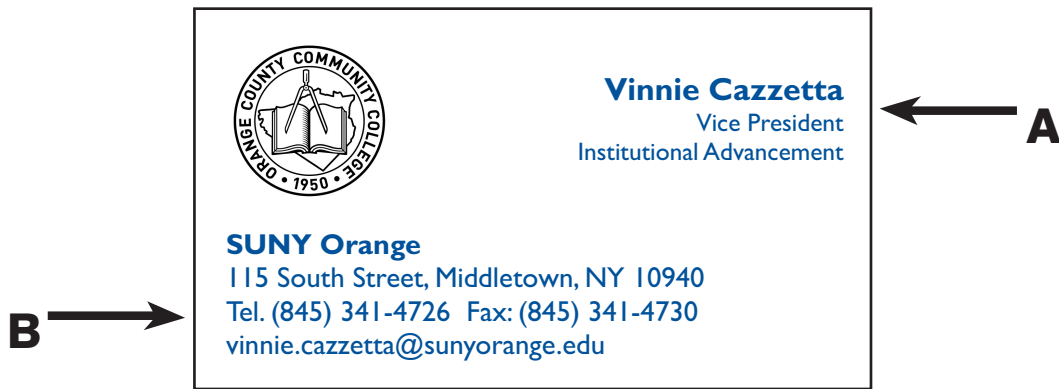 ORANGE COUNTY COMMUNITY COLLEGE
• 1950 •
Vinnie Cazzetta
Vice President
Institutional Advancement
A
SUNY Orange
115 South Street, Middletown, NY 10940
Tel. (845) 341-4726 Fax: (845) 341-4730
vinnie.cazzetta@sunyorange.edu
B